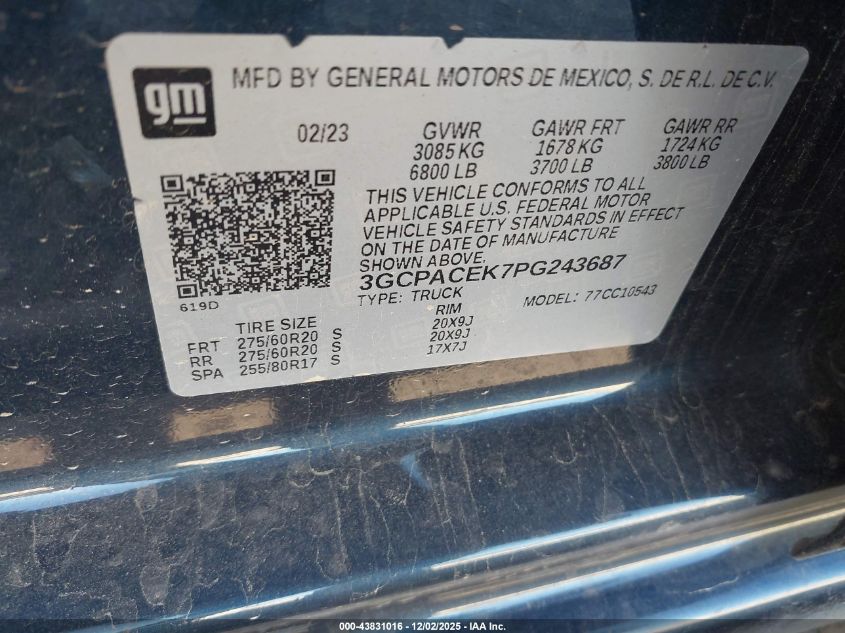 gm
MFD BY GENERAL MOTORS DE MEXICO, S. DE R.L. DE C.V.
02/23 GVWR GAWR FRT GAWR RR
3085 KG 1678 KG 1724 KG
6800 LB 3700 LB 3800 LB
THIS VEHICLE CONFORMS TO ALL
APPLICABLE U.S. FEDERAL MOTOR
VEHICLE SAFETY STANDARDS IN EFFECT
ON THE DATE OF MANUFACTURE
SHOWN ABOVE.
3GCPACEK7PG243687
TYPE: TRUCK MODEL: 77CC10543
619D
TIRE SIZE RIM
FRT 275/60R20 S 20X9J
RR 275/60R20 S 20X9J
SPA 255/80R17 S 17X7J
000-43831016 - 12/02/2025 - IAA Inc.